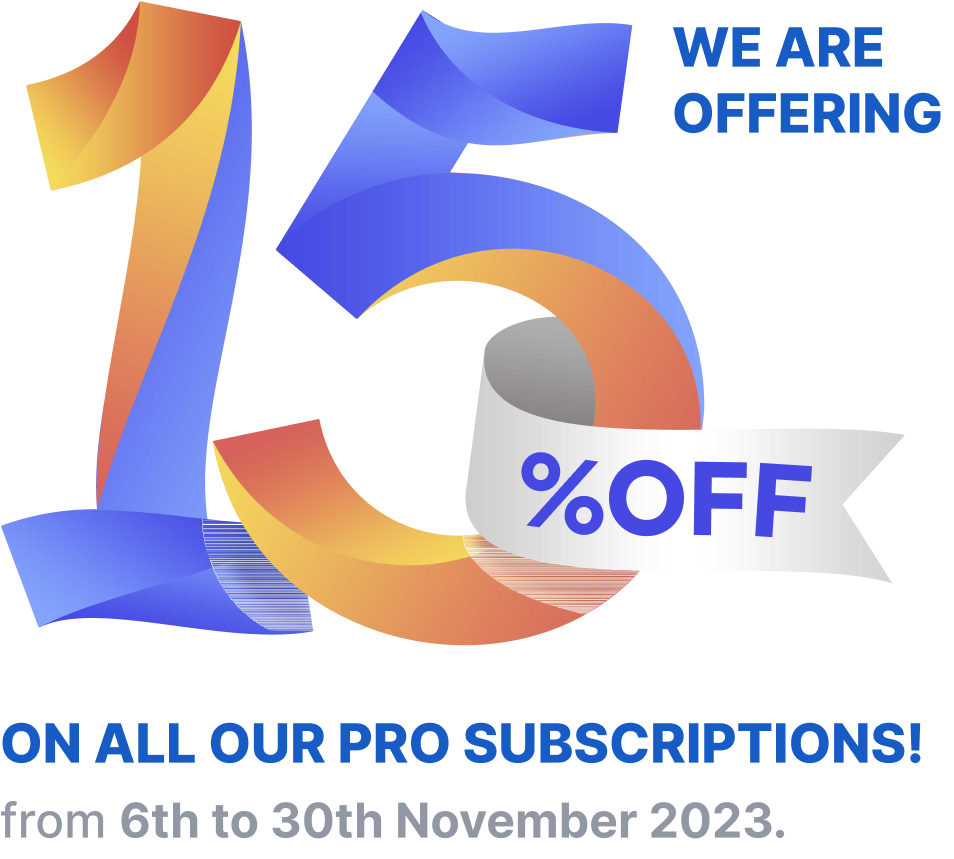 WE ARE
OFFERING
15
%OFF
ON ALL OUR PRO SUBSCRIPTIONS!
from 6th to 30th November 2023.